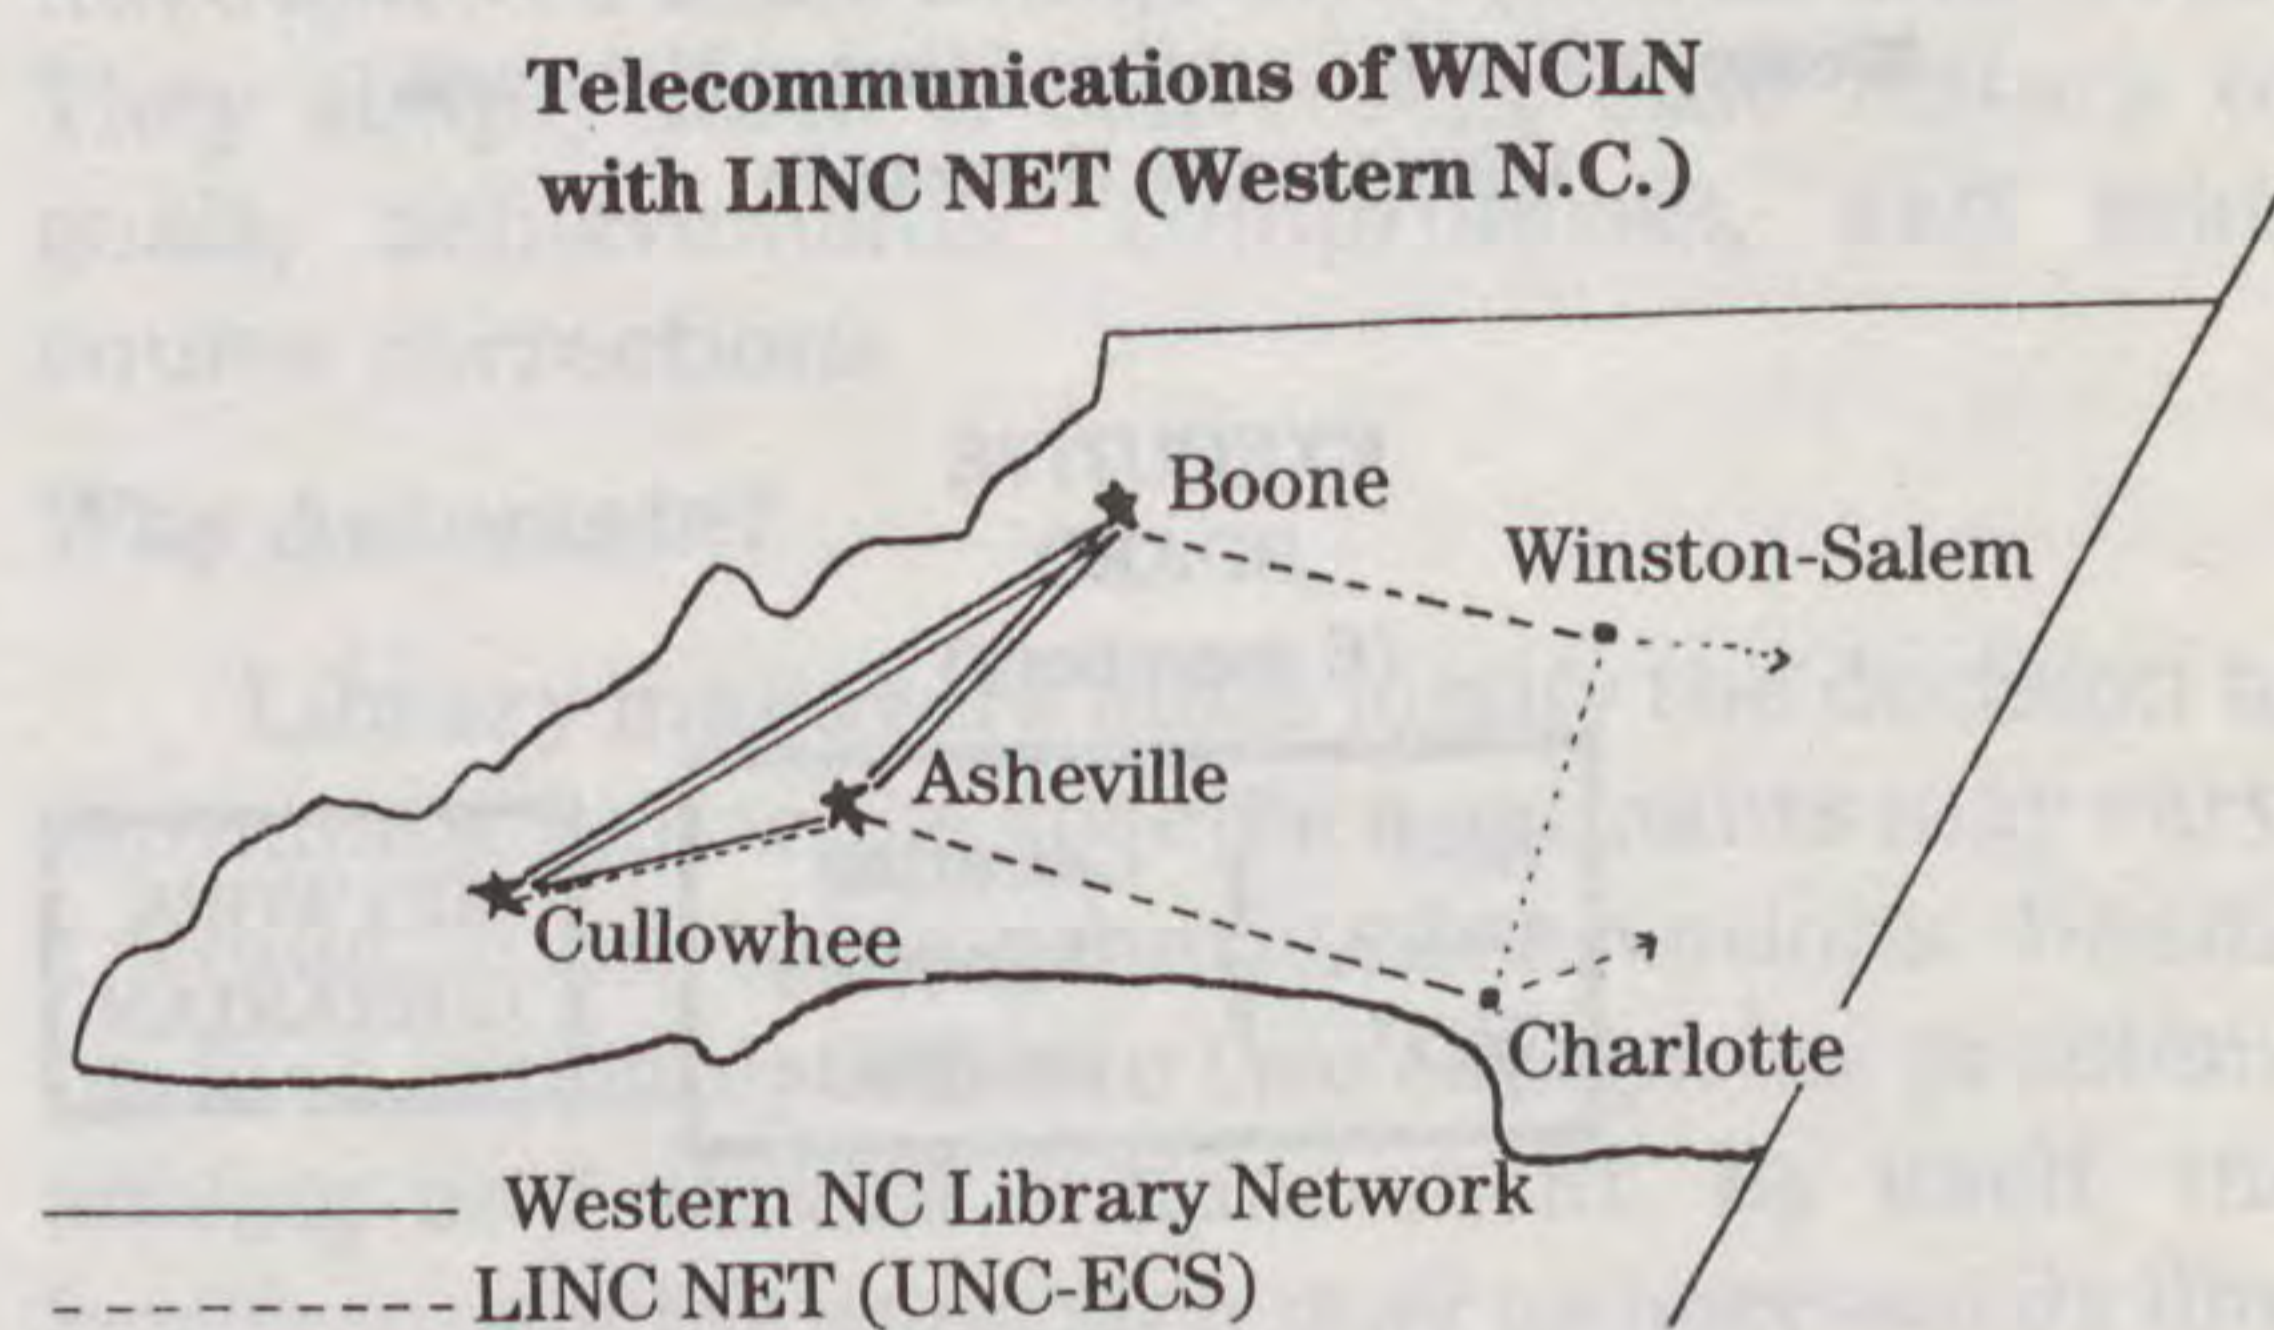 Telecommunications of WNCLN
with LINC NET (Western N.C.)
Boone
Winston-Salem
Asheville
Cullowhee
Charlotte
Western NC Library Network
LINC NET (UNC-ECS)